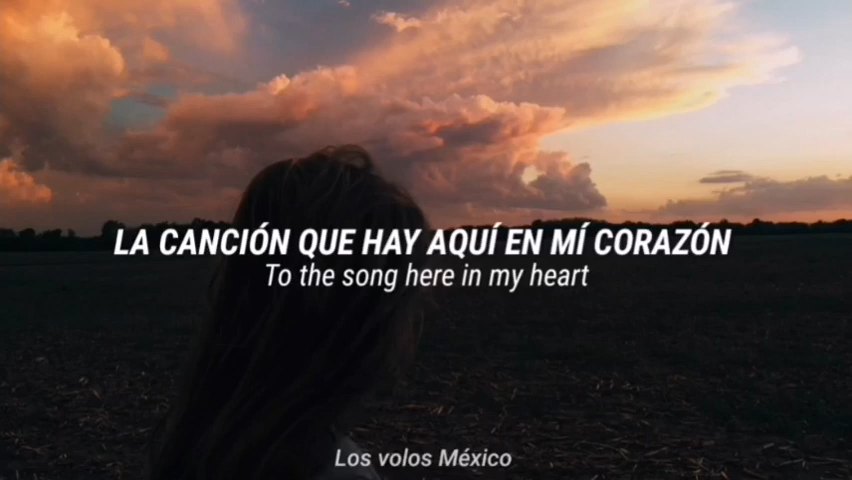 LA CANCIÓN QUE HAY AQUÍ EN MÍ CORAZÓN
To the song here in my heart
Los volos México